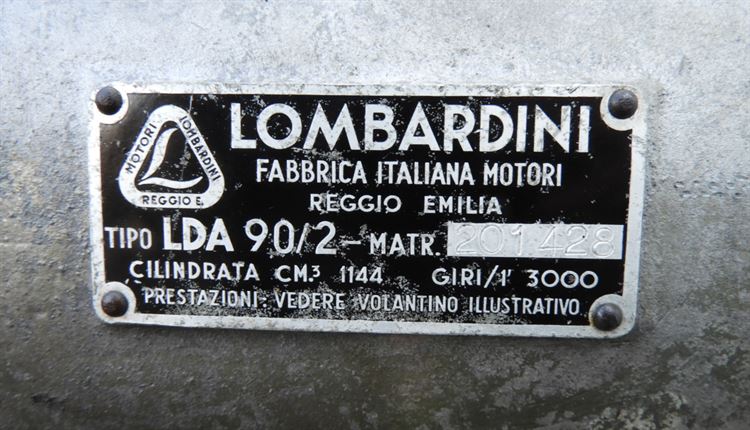 MOTORI
LOMBARDINI
L
REGGIO E.
LOMBARDINI
FABBRICA ITALIANA MOTORI
REGGIO EMILIA
TIPO LDA 90/2 - MATR. 201428
CILINDRATA CM.³ 1144 GIRI/1' 3000
PRESTAZIONI: VEDERE VOLANTINO ILLUSTRATIVO